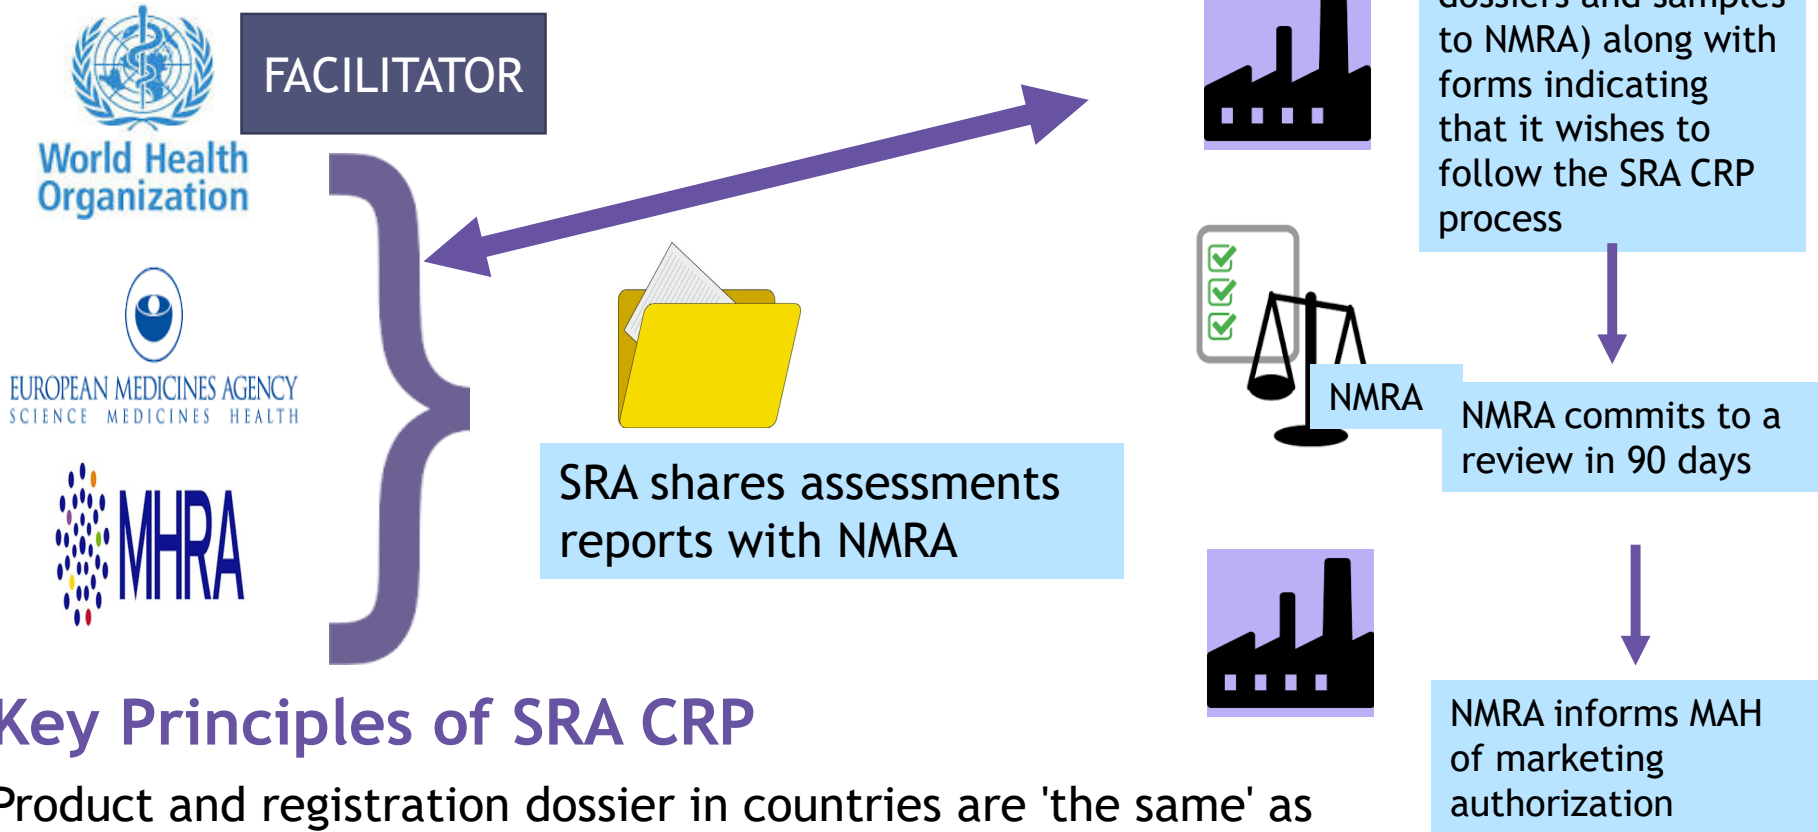 FACILITATOR
World Health
Organization
EUROPEAN MEDICINES AGENCY
SCIENCE MEDICINES HEALTH
MHRA
SRA shares assessments
reports with NMRA
dossiers and samples
to NMRA) along with
forms indicating
that it wishes to
follow the SRA CRP
process
NMRA
NMRA commits to a
review in 90 days
NMRA informs MAH
of marketing
authorization
Key Principles of SRA CRP
Product and registration dossier in countries are 'the same' as